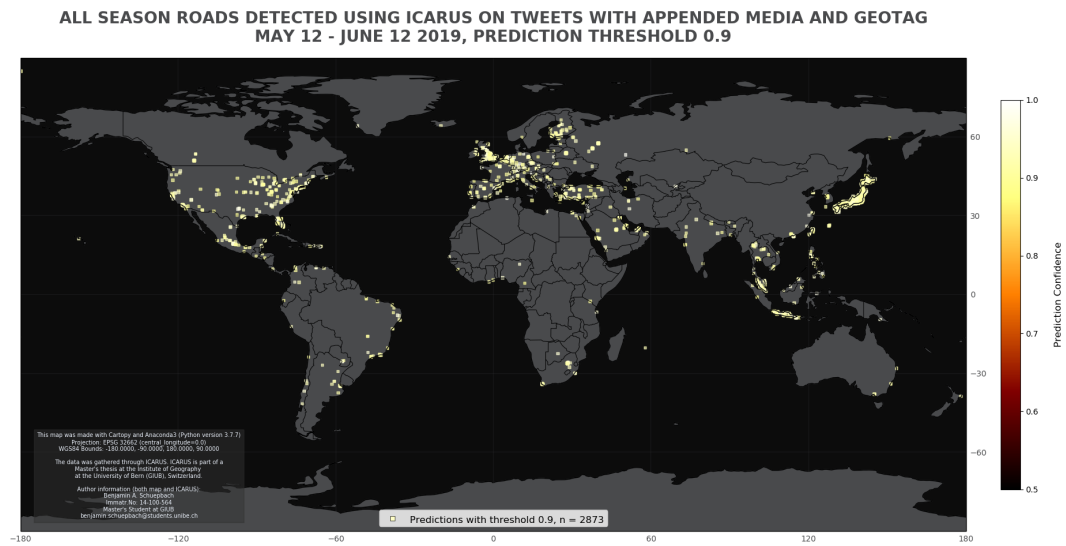 ALL SEASON ROADS DETECTED USING ICARUS ON TWEETS WITH APPENDED MEDIA AND GEOTAG
MAY 12 - JUNE 12 2019, PREDICTION THRESHOLD 0.9
1.0
0.9
0.8
0.7
0.6
0.5
Prediction Confidence
60
30
0
−30
−60
This map was made with Cartopy and Anaconda3 (Python version 3.7.7)
Projection: EPSG 32662 (central_longitude=0.0)
WGS84 Bounds: -180.0000, -90.0000, 180.0000, 90.0000
The data was gathered through ICARUS. ICARUS is part of a
Master's thesis at the Institute of Geography
at the University of Bern (GIUB), Switzerland.
Author information (both map and ICARUS):
Benjamin A. Schuepbach
Immatr.No: 14-100-564
Master's Student at GIUB
benjamin.schuepbach@students.unibe.ch
Predictions with threshold 0.9, n = 2873
−180
−120
−60
0
60
120
180